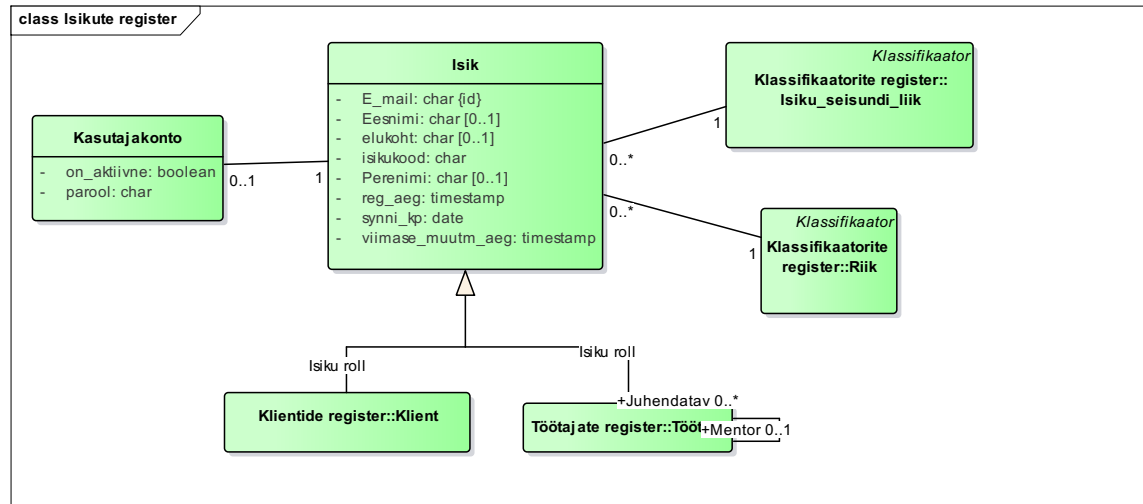 class Isikute register
Isik
- E_mail: char {id}
- Eesnimi: char [0..1]
- elukoht: char [0..1]
- isikukood: char
- Perenimi: char [0..1]
- reg_aeg: timestamp
- synni_kp: date
- viimase_muutm_aeg: timestamp
Kasutajakonto
- on_aktiivne: boolean
- parool: char
0..1
1
Klassifikaator
Klassifikaatorite register::
Isiku_seisundi_liik
1
0..*
0..*
1
Klassifikaator
Klassifikaatorite
register::Riik
Isiku roll
Isiku roll
Klientide register::Klient
+Juhendatav 0..*
Töötajate register::
+Mentor 0..1